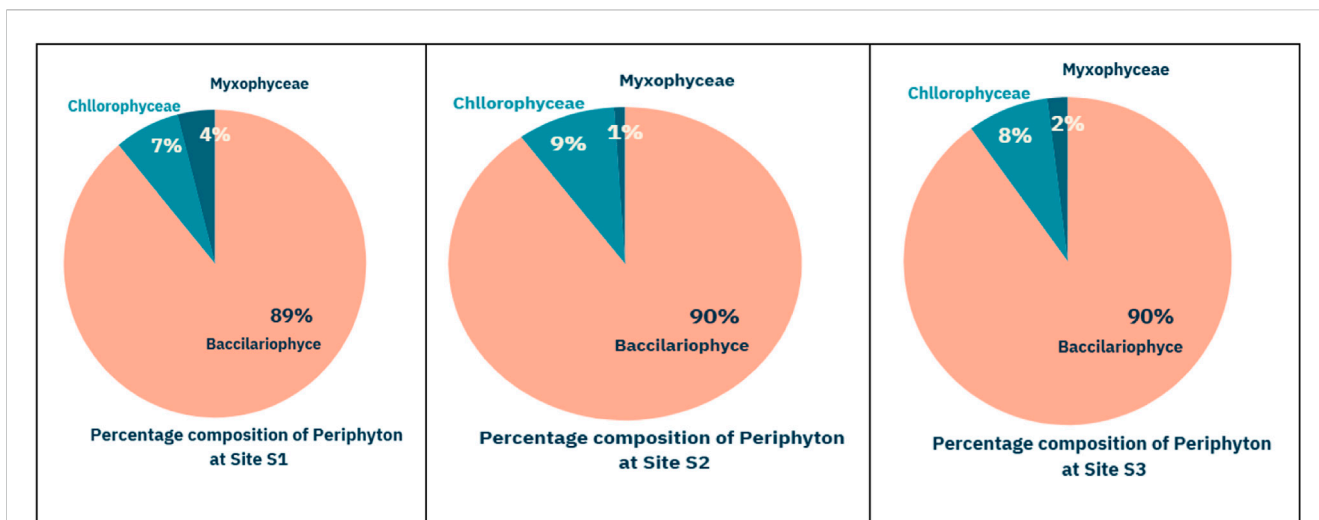 Myxophyceae
Chllorophyceae
4%
7%
89%
Baccilariophyce
Percentage composition of Periphyton
at Site S1
Myxophyceae
Chllorophyceae
1%
9%
90%
Baccilariophyce
Percentage composition of Periphyton
at Site S2
Myxophyceae
Chllorophyceae
2%
8%
90%
Baccilariophyce
Percentage composition of Periphyton
at Site S3